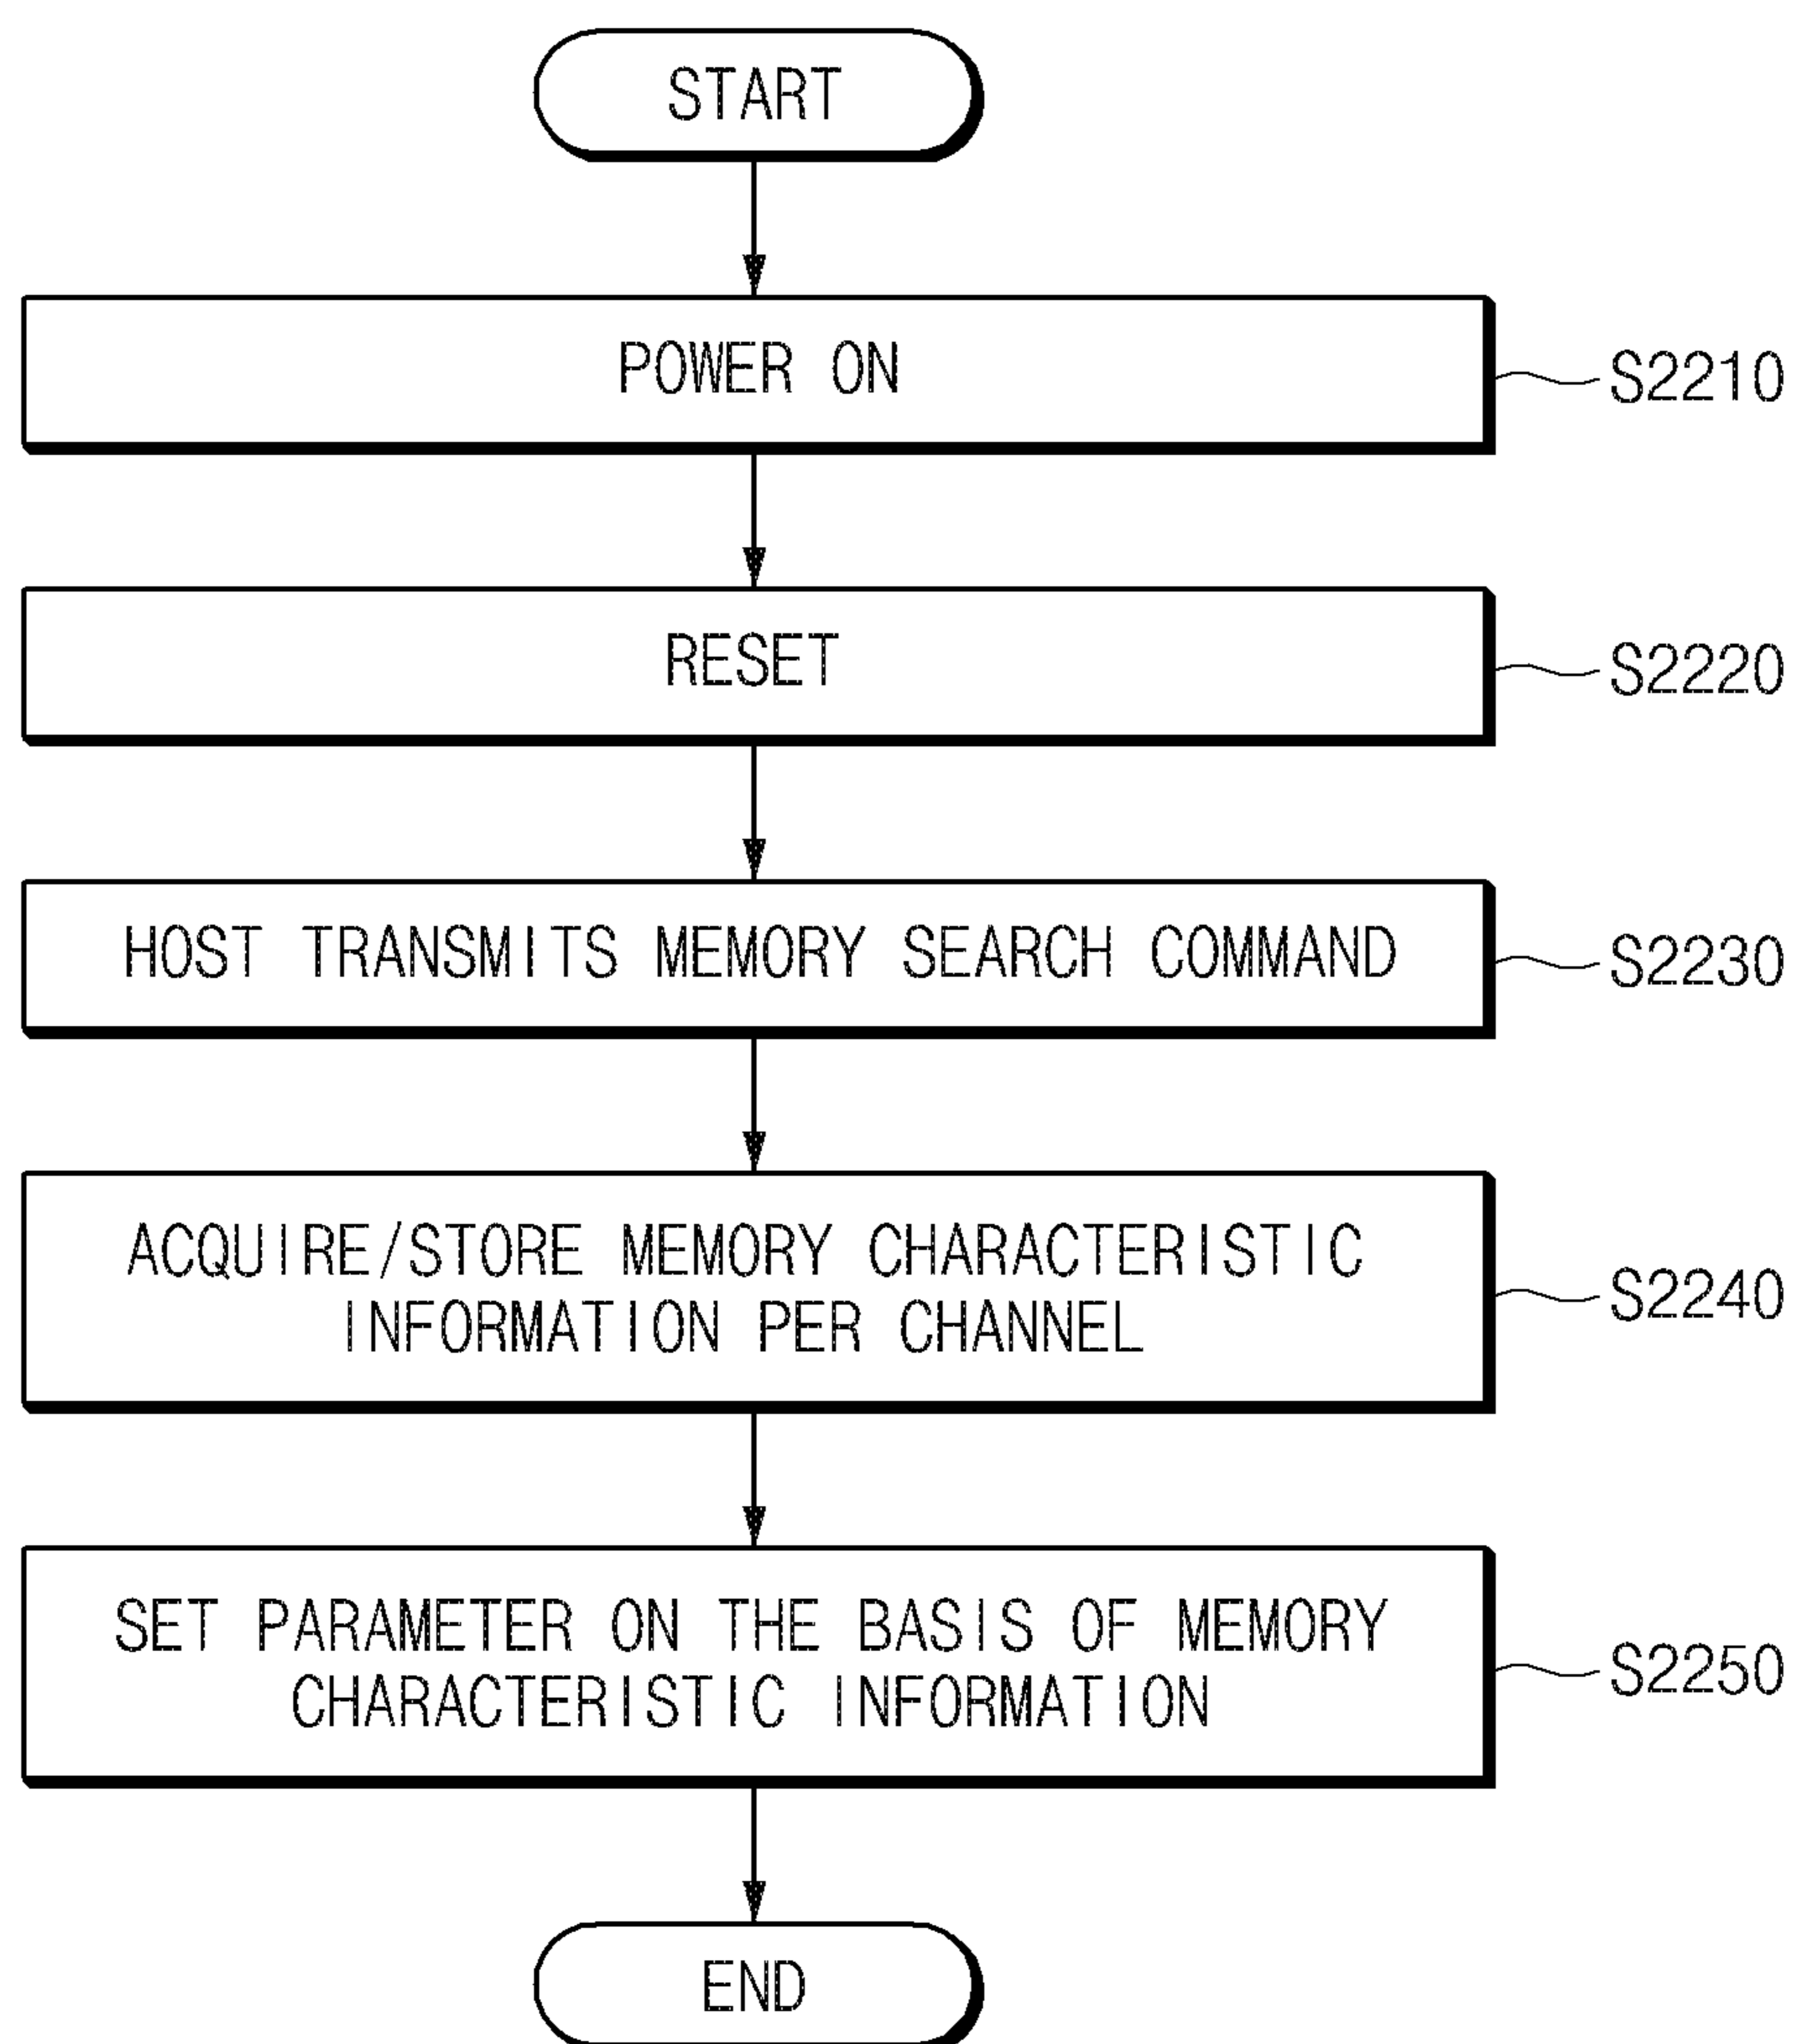 START
POWER ON
S2210
RESET
S2220
HOST TRANSMITS MEMORY SEARCH COMMAND
S2230
ACQUIRE/STORE MEMORY CHARACTERISTIC
INFORMATION PER CHANNEL
S2240
SET PARAMETER ON THE BASIS OF MEMORY
CHARACTERISTIC INFORMATION
S2250
END